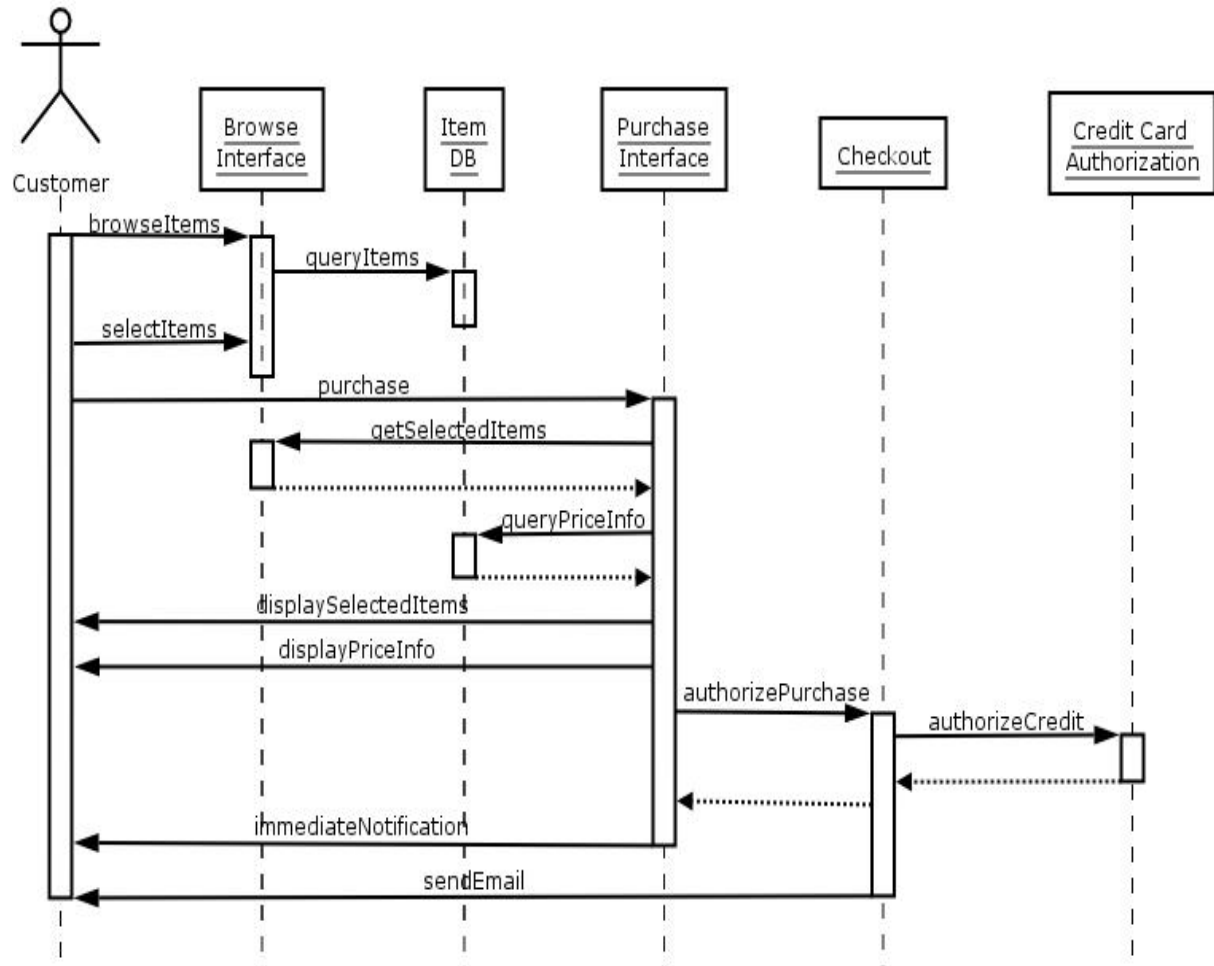 Browse
Interface
Item
DB
Purchase
Interface
Checkout
Credit Card
Authorization
Customer
browseItems
queryItems
selectItems
purchase
getSelectedItems
queryPriceInfo
displaySelectedItems
displayPriceInfo
authorizePurchase
authorizeCredit
immediateNotification
sendEmail